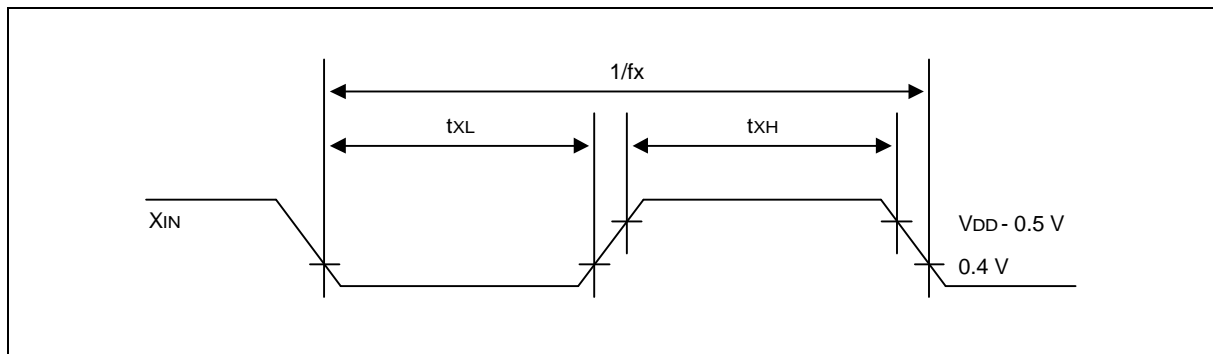 1/fx
tXL
tXH
XIN
VDD - 0.5 V
0.4 V